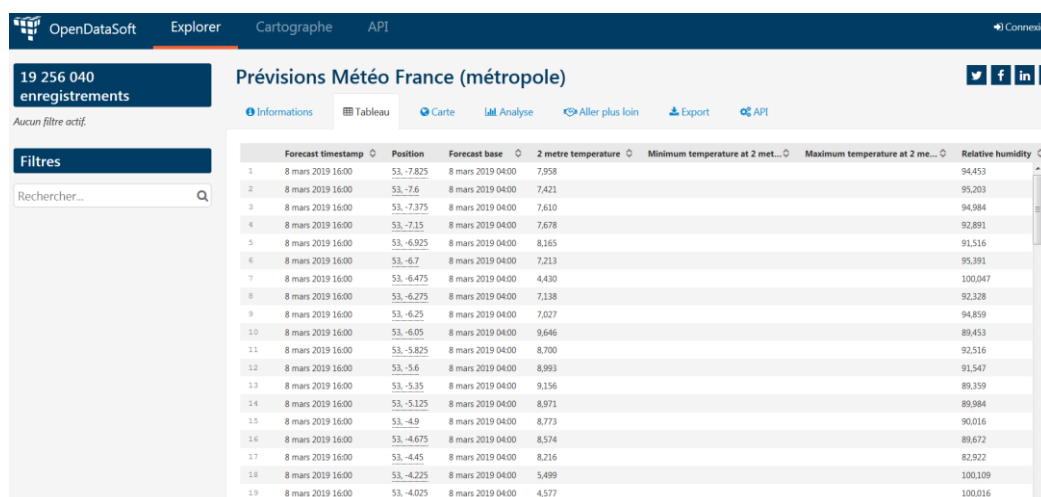 OpenDataSoft Explorer Cartographe API Connexi
19 256 040
enregistrements
Aucun filtre actif.
Filtres
Rechercher...
Prévisions Météo France (métropole)
Informations Tableau Carte Analyse Aller plus loin Export API
Forecast timestamp Position Forecast base 2 metre temperature Minimum temperature at 2 met... Maximum temperature at 2 me... Relative humidity
1 8 mars 2019 16:00 53, -7.825 8 mars 2019 04:00 7,958 94,453
2 8 mars 2019 16:00 53, -7.6 8 mars 2019 04:00 7,421 95,203
3 8 mars 2019 16:00 53, -7.375 8 mars 2019 04:00 7,610 94,984
4 8 mars 2019 16:00 53, -7.15 8 mars 2019 04:00 7,678 92,891
5 8 mars 2019 16:00 53, -6.925 8 mars 2019 04:00 8,165 91,516
6 8 mars 2019 16:00 53, -6.7 8 mars 2019 04:00 7,213 95,391
7 8 mars 2019 16:00 53, -6.475 8 mars 2019 04:00 4,430 100,047
8 8 mars 2019 16:00 53, -6.275 8 mars 2019 04:00 7,138 92,328
9 8 mars 2019 16:00 53, -6.25 8 mars 2019 04:00 7,027 94,859
10 8 mars 2019 16:00 53, -6.05 8 mars 2019 04:00 9,646 89,453
11 8 mars 2019 16:00 53, -5.825 8 mars 2019 04:00 8,700 92,516
12 8 mars 2019 16:00 53, -5.6 8 mars 2019 04:00 8,993 91,547
13 8 mars 2019 16:00 53, -5.35 8 mars 2019 04:00 9,156 89,359
14 8 mars 2019 16:00 53, -5.125 8 mars 2019 04:00 8,971 89,984
15 8 mars 2019 16:00 53, -4.9 8 mars 2019 04:00 8,773 90,016
16 8 mars 2019 16:00 53, -4.675 8 mars 2019 04:00 8,574 89,672
17 8 mars 2019 16:00 53, -4.45 8 mars 2019 04:00 8,216 82,922
18 8 mars 2019 16:00 53, -4.225 8 mars 2019 04:00 5,499 100,109
19 8 mars 2019 16:00 53, -4.025 8 mars 2019 04:00 4,577 100,016